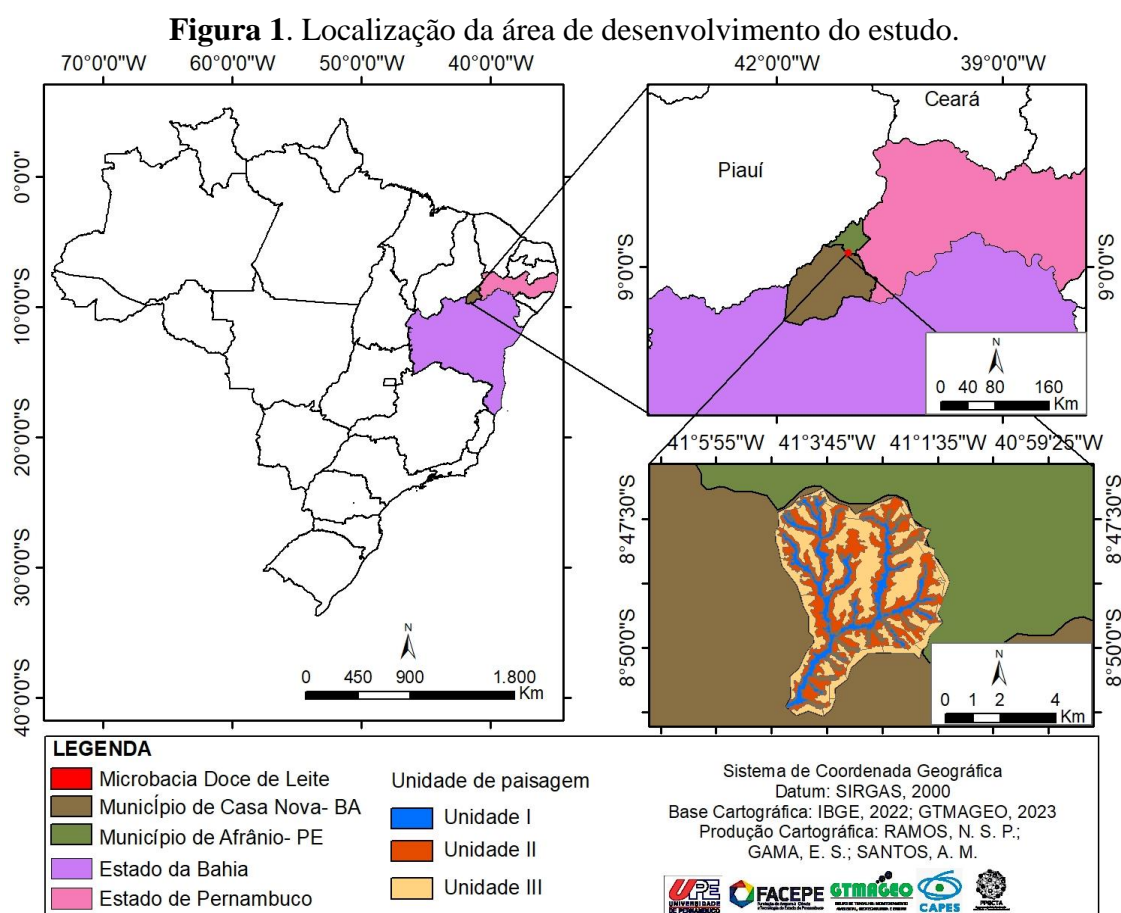 Figura 1. Localização da área de desenvolvimento do estudo.
70°0'0"W 60°0'0"W 50°0'0"W 40°0'0"W
0°0'0"
10°0'0"S
20°0'0"S
30°0'0"S
40°0'0"S
N
0 450 900 1.800
Km
42°0'0"W 39°0'0"W
Ceará
Piauí
9°0'0"S 9°0'0"S
N
0 40 80 160
Km
41°5'55"W 41°3'45"W 41°1'35"W 40°59'25"W
8°47'30"S 8°47'30"S
8°50'0"S 8°50'0"S
N
0 1 2 4
Km
LEGENDA
Microbacia Doce de Leite
MunicÍpio de Casa Nova- BA
MunicÍpio de Afrânio- PE
Estado da Bahia
Estado de Pernambuco
Unidade de paisagem
Unidade I
Unidade II
Unidade III
Sistema de Coordenada Geográfica
Datum: SIRGAS, 2000
Base Cartográfica: IBGE, 2022; GTMAGEO, 2023
Produção Cartográfica: RAMOS, N. S. P.;
GAMA, E. S.; SANTOS, A. M.
UPE
UNIVERSIDADE
DE PERNAMBUCO
FACEPE
GTMAGEO
CAPES